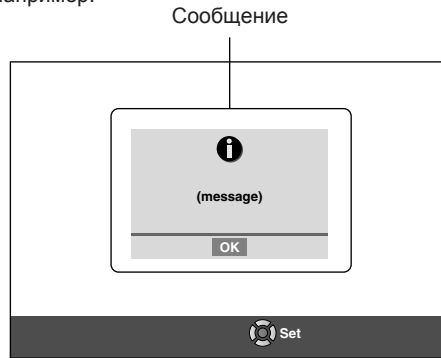 например:
Сообщение
(message)
OK
Set